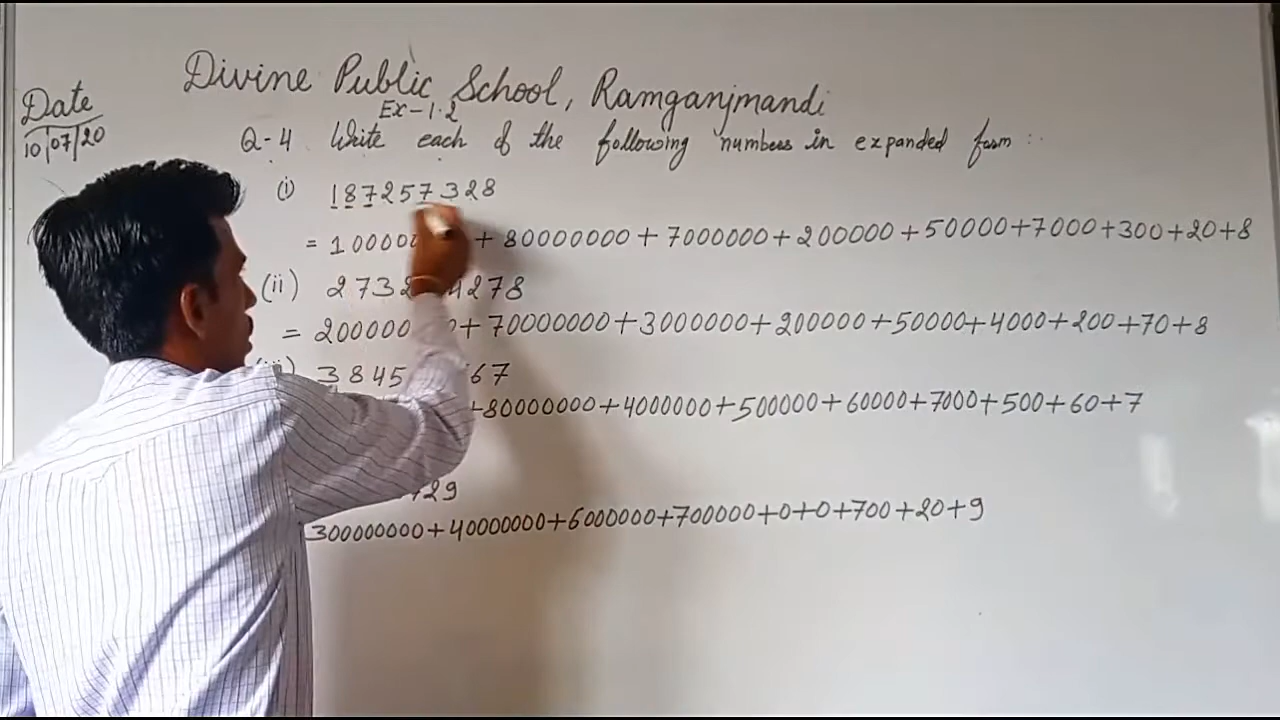 Divine Public School, Ramganjmandi
Date
10/07/20
Ex-1.2
Q-4 Write each of the following numbers in expanded form :-
(i) 187257328
= + 80000000 + 7000000 + 200000 + 50000 + 7000 + 300 + 20 + 8
(ii)
= + 70000000 + 3000000 + 200000 + 50000 + 4000 + 200 + 70 + 8
+ 80000000 + 4000000 + 500000 + 60000 + 7000 + 500 + 60 + 7
300000000 + 40000000 + 6000000 + 700000 + 0 + 0 + 700 + 20 + 9